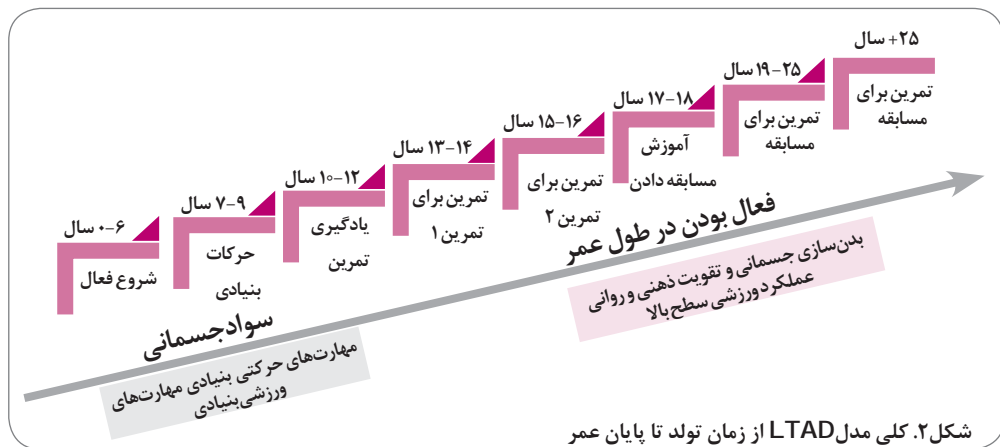 ۰-۶ سال
شروع فعال
۷-۹ سال
حرکات
بنیادی
۱۰-۱۲ سال
یادگیری
تمرین
۱۳-۱۴ سال
تمرین برای
تمرین ۱
۱۵-۱۶ سال
تمرین برای
تمرین ۲
۱۷-۱۸ سال
آموزش
مسابقه دادن
۱۹-۲۵ سال
تمرین برای
مسابقه
۲۵+ سال
تمرین برای
مسابقه
سوادجسمانی
فعال بودن در طول عمر
مهارت‌های حرکتی بنیادی مهارت‌های
ورزشی‌بنیادی
بدن‌سازی جسمانی و تقویت ذهنی و روانی
عملکرد ورزشی سطح بالا
شکل۲. کلی مدل LTAD از زمان تولد تا پایان عمر